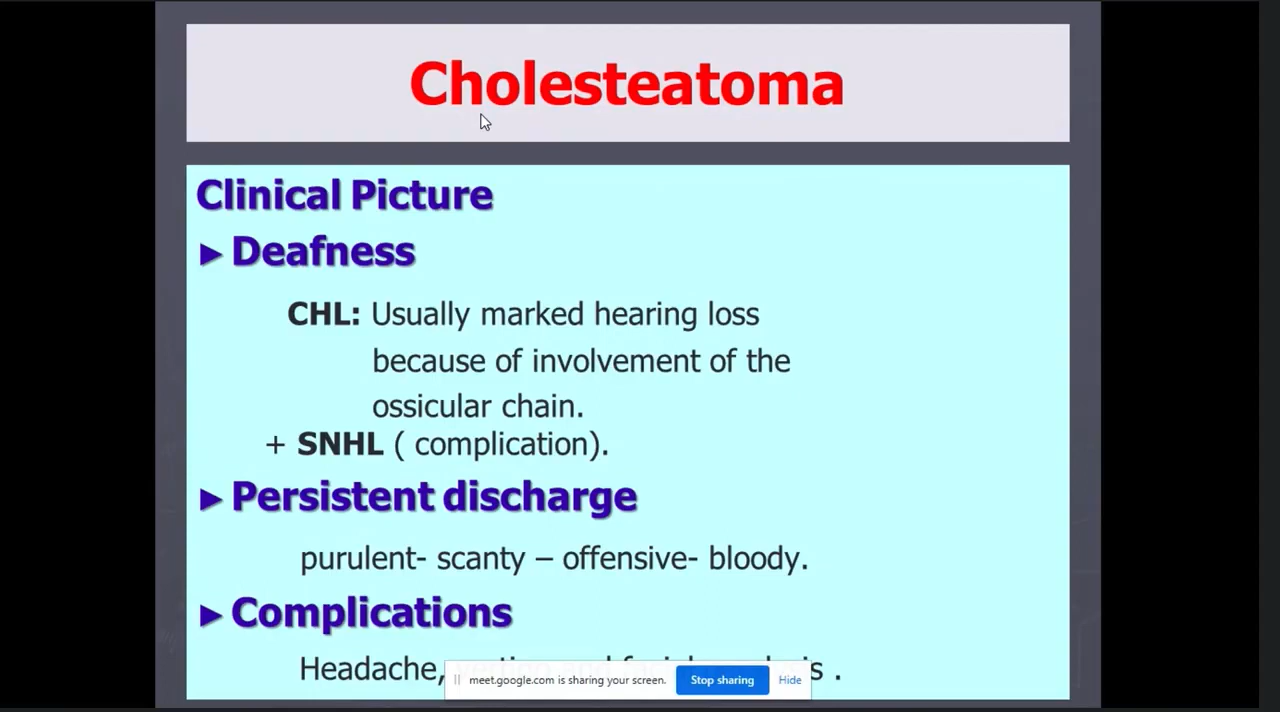 Cholesteatoma
Clinical Picture
►Deafness
CHL: Usually marked hearing loss
because of involvement of the
ossicular chain.
+ SNHL ( complication).
►Persistent discharge
purulent- scanty – offensive- bloody.
►Complications
Headache, .
meet.google.com is sharing your screen. Stop sharing Hide